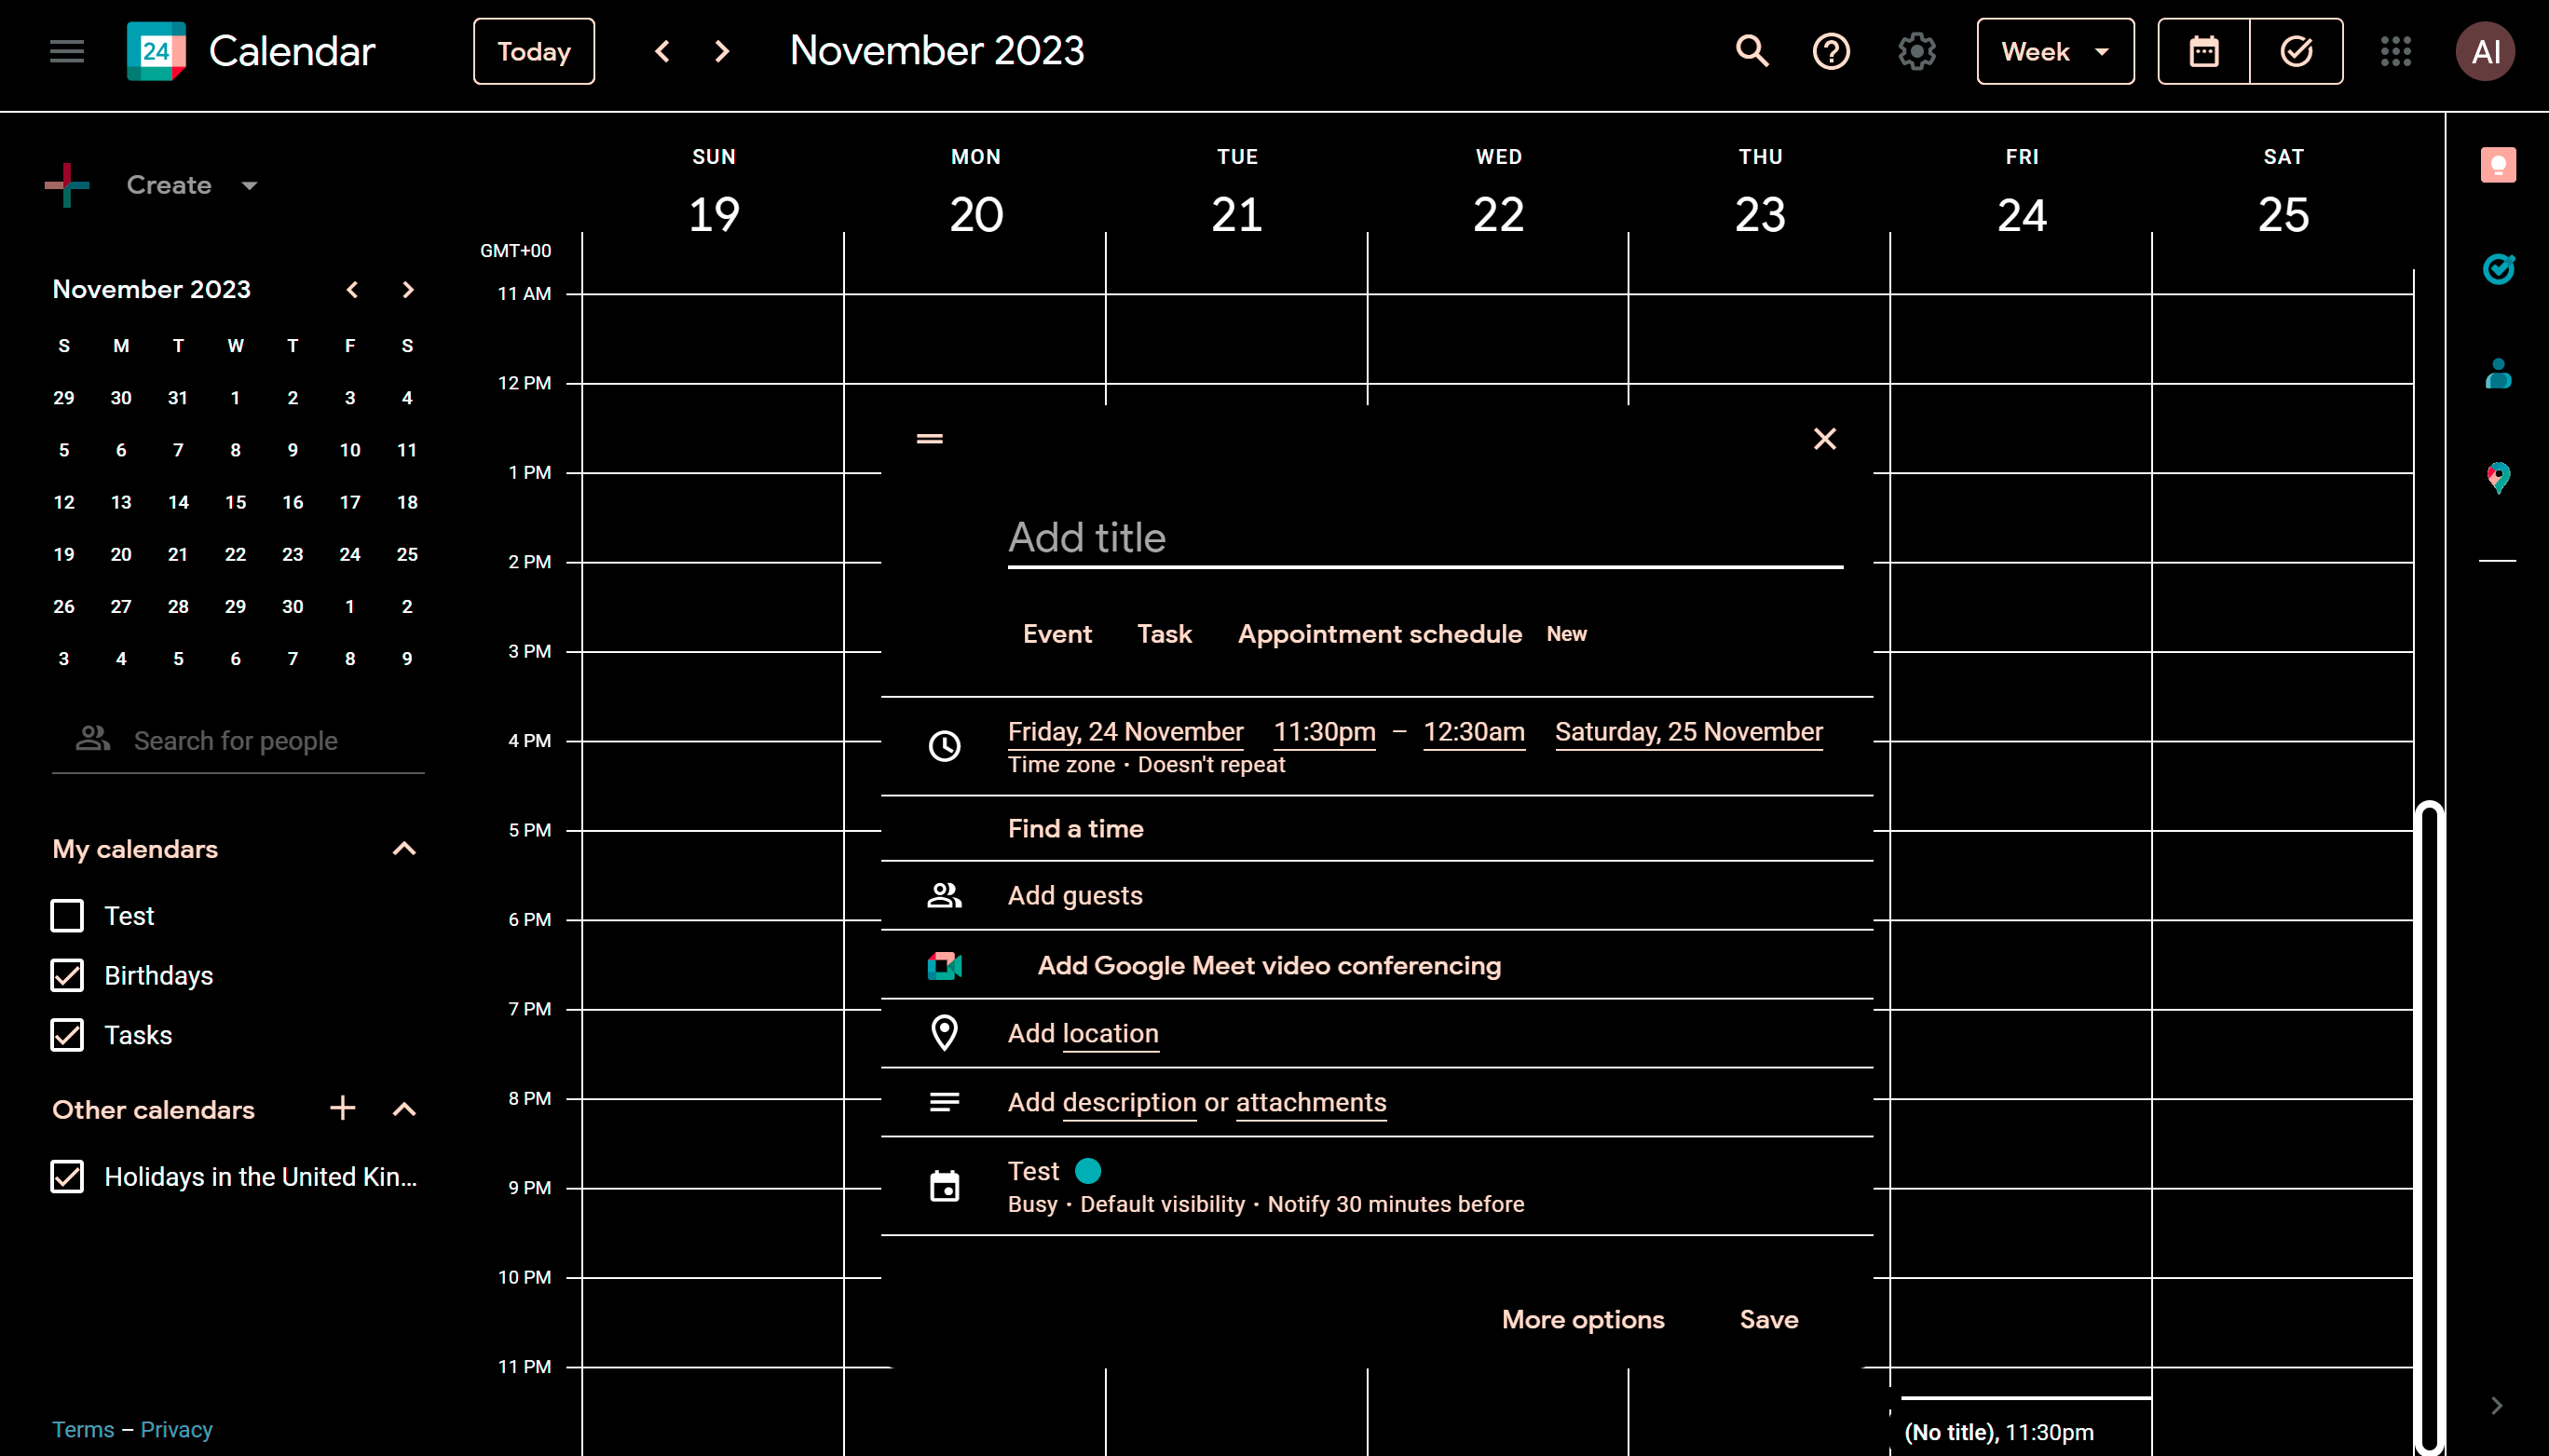 24 Calendar Today November 2023 Week AI
Create
SUN MON TUE WED THU FRI SAT
19 20 21 22 23 24 25
GMT+00
November 2023
S M T W T F S
29 30 31 1 2 3 4
5 6 7 8 9 10 11
12 13 14 15 16 17 18
19 20 21 22 23 24 25
26 27 28 29 30 1 2
3 4 5 6 7 8 9
Search for people
My calendars
Test
Birthdays
Tasks
Other calendars
Holidays in the United Kin...
Terms – Privacy
11 AM
12 PM
1 PM
2 PM
3 PM
4 PM
5 PM
6 PM
7 PM
8 PM
9 PM
10 PM
11 PM
Add title
Event Task Appointment schedule New
Friday, 24 November 11:30pm – 12:30am Saturday, 25 November
Time zone · Doesn't repeat
Find a time
Add guests
Add Google Meet video conferencing
Add location
Add description or attachments
Test
Busy · Default visibility · Notify 30 minutes before
More options Save
(No title), 11:30pm